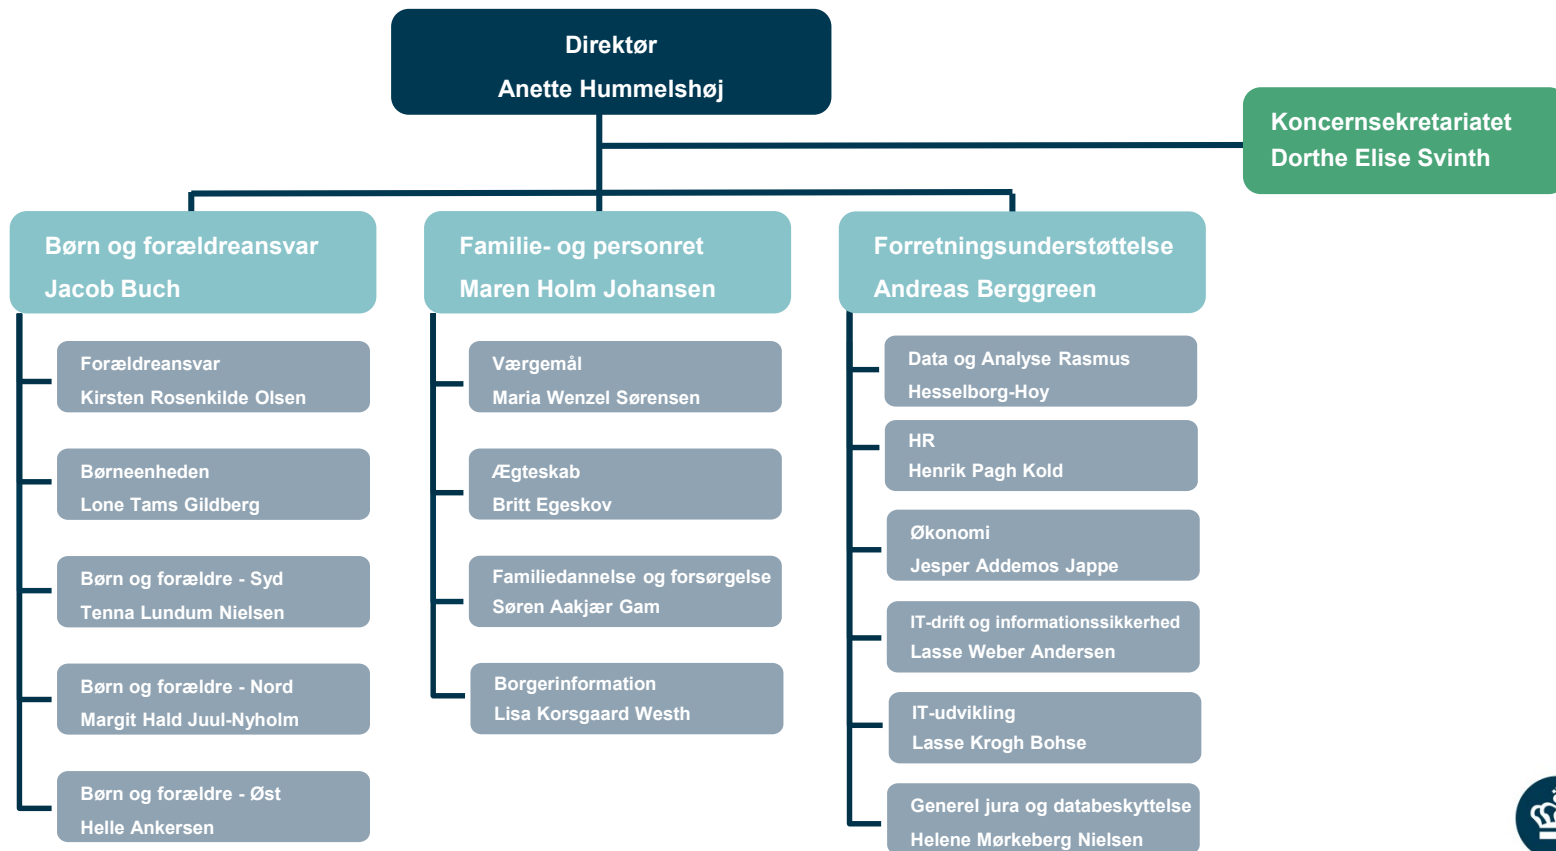 Direktør
Anette Hummelshøj
Koncernsekretariatet
Dorthe Elise Svinth
Børn og forældreansvar
Jacob Buch
Forældreansvar
Kirsten Rosenkilde Olsen
Børneenheden
Lone Tams Gildberg
Børn og forældre - Syd
Tenna Lundum Nielsen
Børn og forældre - Nord
Margit Hald Juul-Nyholm
Børn og forældre - Øst
Helle Ankersen
Familie- og personret
Maren Holm Johansen
Værgemål
Maria Wenzel Sørensen
Ægteskab
Britt Egeskov
Familiedannelse og forsørgelse
Søren Aakjær Gam
Borgerinformation
Lisa Korsgaard Westh
Forretningsunderstøttelse
Andreas Berggreen
Data og Analyse Rasmus
Hesselborg-Hoy
HR
Henrik Pagh Kold
Økonomi
Jesper Addemos Jappe
IT-drift og informationssikkerhed
Lasse Weber Andersen
IT-udvikling
Lasse Krogh Bohse
Generel jura og databeskyttelse
Helene Mørkeberg Nielsen